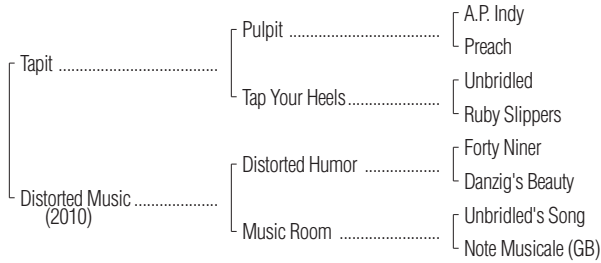 A.P. Indy
Pulpit
Preach
Tapit
Unbridled
Tap Your Heels
Ruby Slippers
Forty Niner
Distorted Humor
Danzig's Beauty
Distorted Music
(2010)
Unbridled's Song
Music Room
Note Musicale (GB)